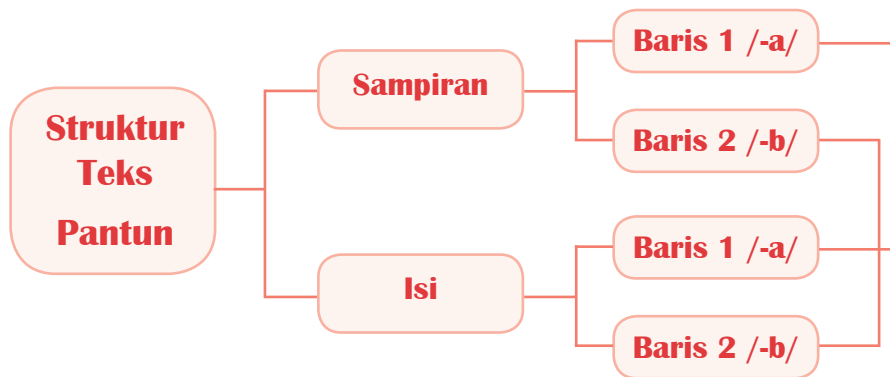 Struktur
Teks
Pantun
Sampiran
Baris 1 /-a/
Baris 2 /-b/
Isi
Baris 1 /-a/
Baris 2 /-b/